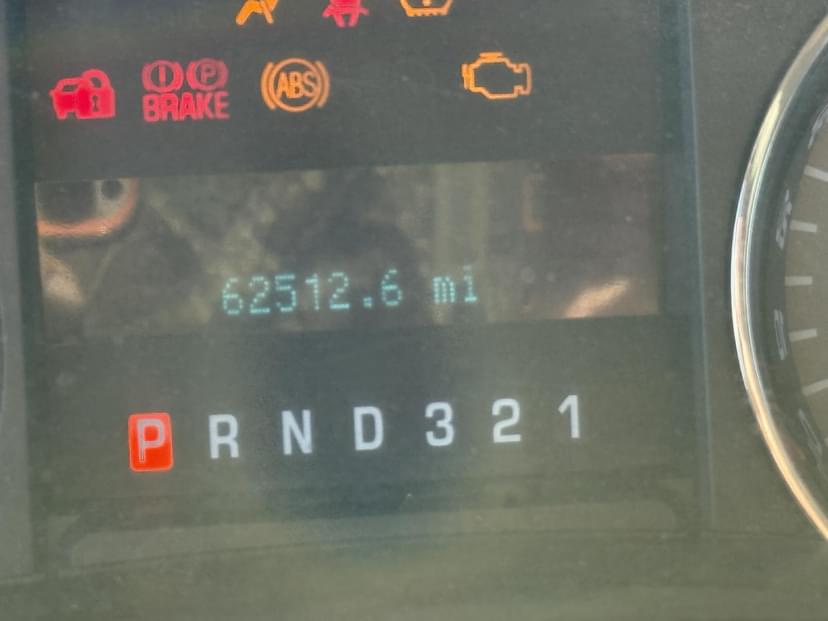 ! P
BRAKE ABS
62512.6 mi
P R N D 3 2 1